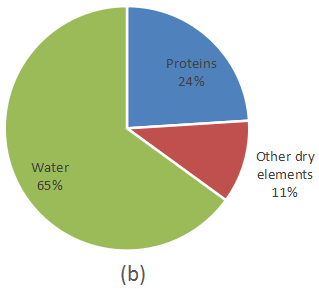 Proteins
24%
Other dry
elements
11%
Water
65%
(b)